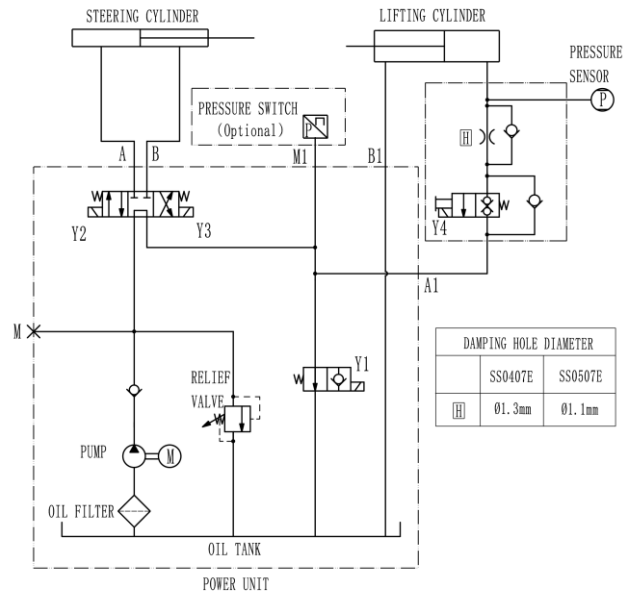 STEERING CYLINDER
LIFTING CYLINDER
PRESSURE
SENSOR
P
PRESSURE SWITCH
(Optional)
P
H
A
B
M1
B1
Y2
Y3
Y4
A1
M
Y1
RELIEF
VALVE
DAMPING HOLE DIAMETER
SS0407E SS0507E
H Ø1.3mm Ø1.1mm
PUMP
M
OIL FILTER
OIL TANK
POWER UNIT